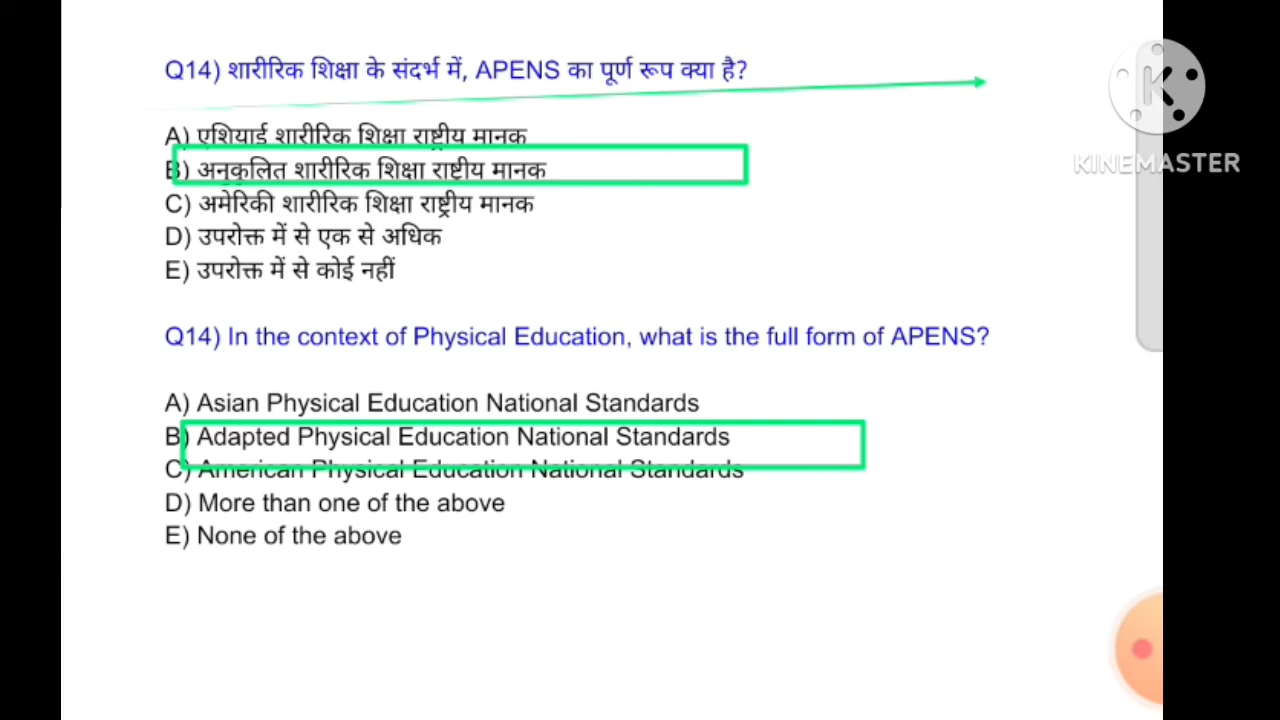 Q14) शारीरिक शिक्षा के संदर्भ में, APENS का पूर्ण रूप क्या है?
A) एशियाई शारीरिक शिक्षा राष्ट्रीय मानक
B) अनुकूलित शारीरिक शिक्षा राष्ट्रीय मानक
C) अमेरिकी शारीरिक शिक्षा राष्ट्रीय मानक
D) उपरोक्त में से एक से अधिक
E) उपरोक्त में से कोई नहीं
Q14) In the context of Physical Education, what is the full form of APENS?
A) Asian Physical Education National Standards
B) Adapted Physical Education National Standards
C) American Physical Education National Standards
D) More than one of the above
E) None of the above
K
KINEMASTER